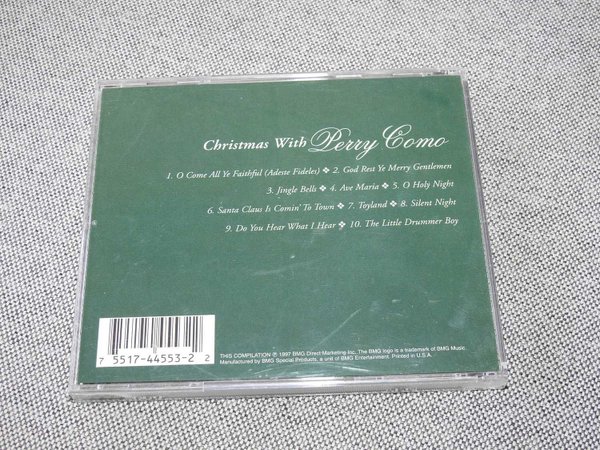 Christmas With Perry Como
1. O Come All Ye Faithful (Adeste Fideles) ❖ 2. God Rest Ye Merry Gentlemen
3. Jingle Bells ❖ 4. Ave Maria ❖ 5. O Holy Night
6. Santa Claus Is Comin' To Town ❖ 7. Toyland ❖ 8. Silent Night
9. Do You Hear What I Hear ❖ 10. The Little Drummer Boy
7 5517-44553-2 2
THIS COMPILATION ℗ 1997 BMG Direct Marketing Inc. The BMG logo is a trademark of BMG Music.
Manufactured by BMG Special Products, a unit of BMG Entertainment. Printed in U.S.A.